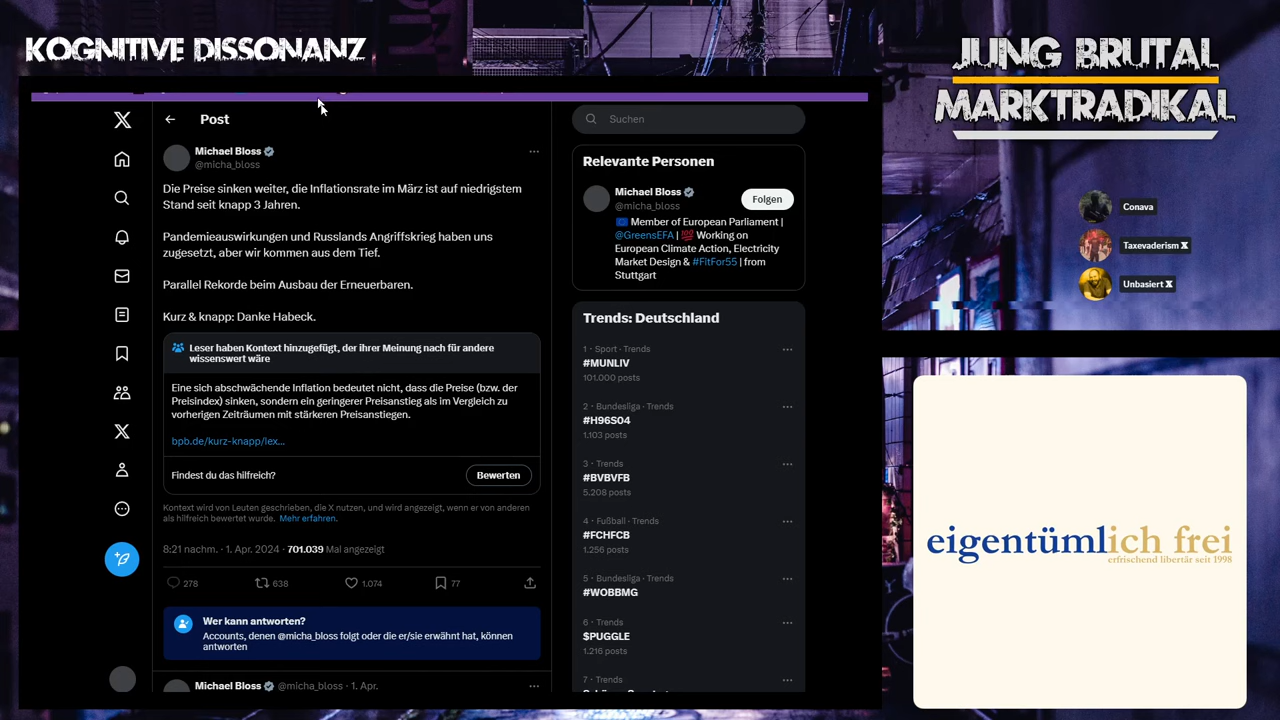 KOGNITIVE DISSONANZ
JUNG BRUTAL
MARKTRADIKAL
Post
Michael Bloss
@micha_bloss
Die Preise sinken weiter, die Inflationsrate im März ist auf niedrigstem
Stand seit knapp 3 Jahren.
Pandemieauswirkungen und Russlands Angriffskrieg haben uns
zugesetzt, aber wir kommen aus dem Tief.
Parallel Rekorde beim Ausbau der Erneuerbaren.
Kurz & knapp: Danke Habeck.
Leser haben Kontext hinzugefügt, der ihrer Meinung nach für andere
wissenswert wäre
Eine sich abschwächende Inflation bedeutet nicht, dass die Preise (bzw. der
Preisindex) sinken, sondern ein geringerer Preisanstieg als im Vergleich zu
vorherigen Zeiträumen mit stärkeren Preisanstiegen.
bpb.de/kurz-knapp/lex...
Findest du das hilfreich?
Bewerten
Kontext wird von Leuten geschrieben, die X nutzen, und wird angezeigt, wenn er von anderen
als hilfreich bewertet wurde. Mehr erfahren.
8:21 nachm. · 1. Apr. 2024 · 701.039 Mal angezeigt
278
638
1.074
77
Wer kann antworten?
Accounts, denen @micha_bloss folgt oder die er/sie erwähnt hat, können
antworten
Michael Bloss @micha_bloss · 1. Apr.
Suchen
Relevante Personen
Michael Bloss
@micha_bloss
Folgen
Member of European Parliament |
@GreensEFA | 💯 Working on
European Climate Action, Electricity
Market Design & #FitFor55 | from
Stuttgart
Trends: Deutschland
1 · Sport · Trends
#MUNLIV
101.000 posts
2 · Bundesliga · Trends
#H96S04
1.103 posts
3 · Trends
#BVBVFB
5.208 posts
4 · Fußball · Trends
#FCHFCB
1.256 posts
5 · Bundesliga · Trends
#WOBBMG
6 · Trends
$PUGGLE
1.216 posts
7 · Trends
Conava
Taxevaderism X
Unbasiert X
eigentümlich frei
erfrischend libertär seit 1998